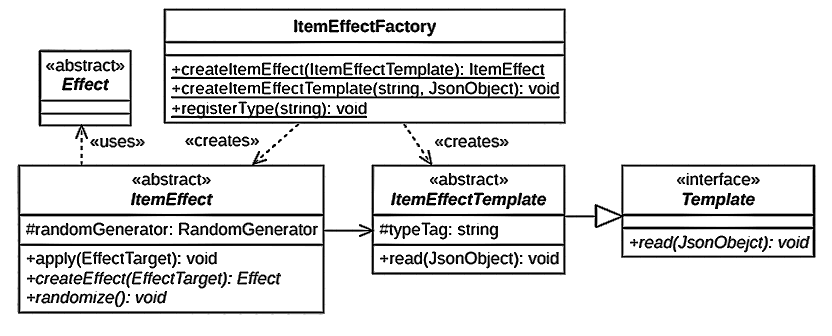 ItemEffectFactory
+createItemEffect(ItemEffectTemplate): ItemEffect
+createItemEffectTemplate(string, JsonObject): void
+registerType(string): void
«abstract»
Effect
«uses»
«creates»
«creates»
«abstract»
ItemEffect
#randomGenerator: RandomGenerator
+apply(EffectTarget): void
+createEffect(EffectTarget): Effect
+randomize(): void
«abstract»
ItemEffectTemplate
#typeTag: string
+read(JsonObject): void
«interface»
Template
+read(JsonObejct): void